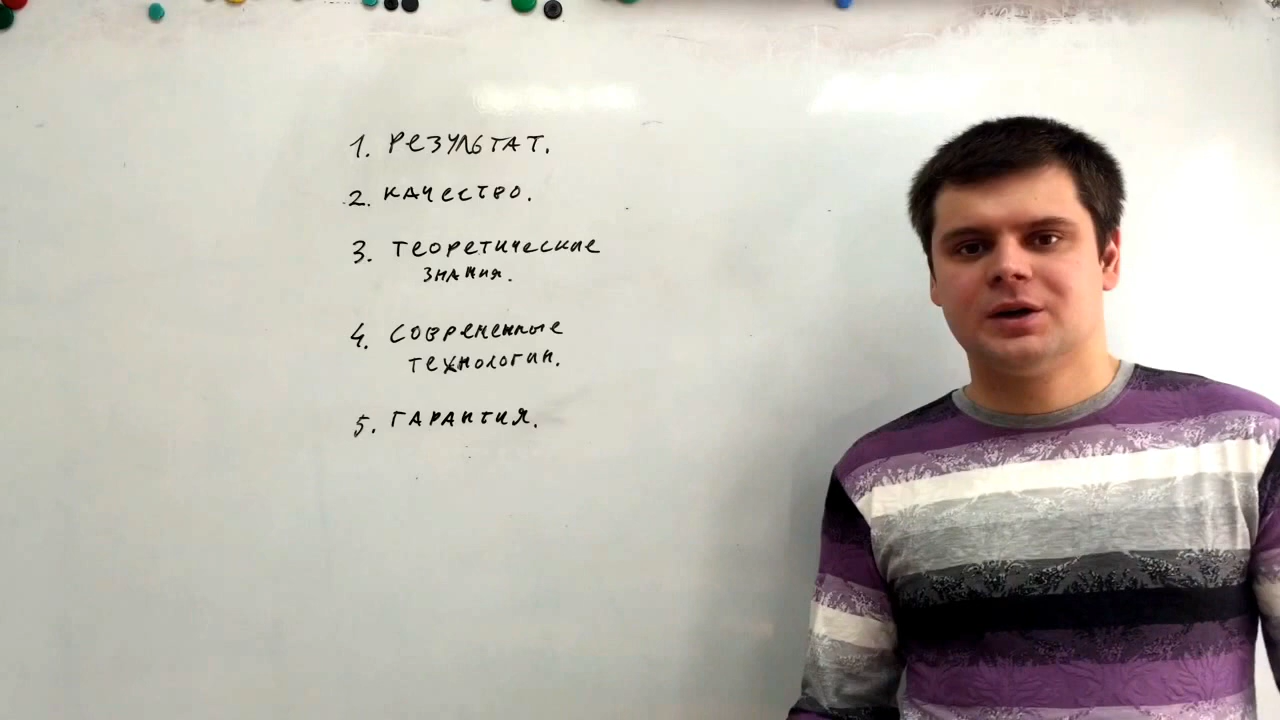 1. РЕЗУЛЬТАТ.
2. КАЧЕСТВО.
3. ТЕОРЕТИЧЕСКИЕ
ЗНАНИЯ.
4. СОВРЕМЕННЫЕ
ТЕХНОЛОГИИ.
5. ГАРАНТИЯ.